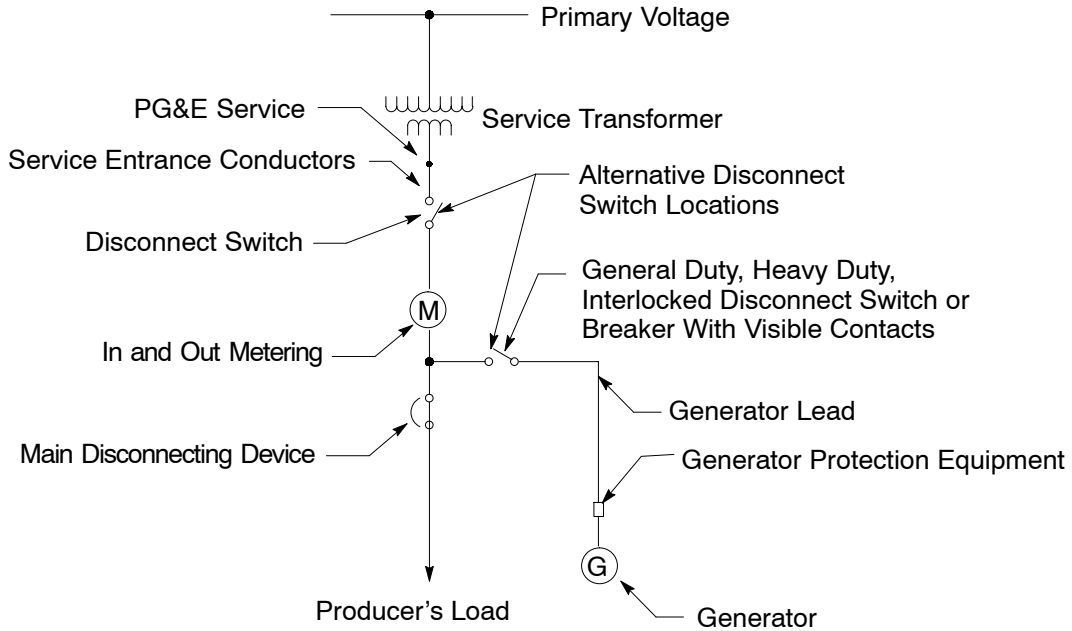 Primary Voltage
PG&E Service
Service Transformer
Service Entrance Conductors
Alternative Disconnect
Switch Locations
Disconnect Switch
General Duty, Heavy Duty,
Interlocked Disconnect Switch or
Breaker With Visible Contacts
M
In and Out Metering
Generator Lead
Main Disconnecting Device
Generator Protection Equipment
G
Producer’s Load
Generator